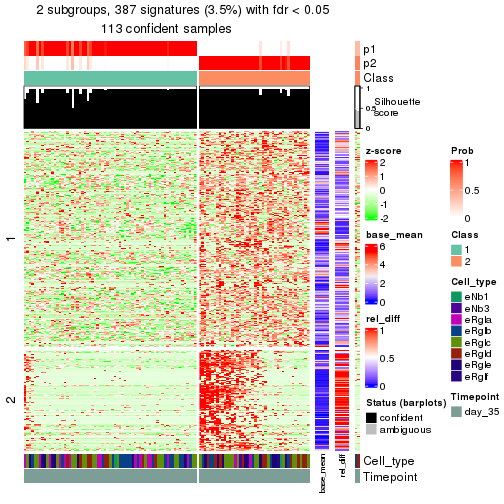 2 subgroups, 387 signatures (3.5%) with fdr < 0.05
113 confident samples
p1
p2
Class
1
0.5
0
Silhouette
score
1
2
z-score
2
1
0
-1
-2
Prob
1
0.5
0
base_mean
6
4
2
0
Class
1
2
rel_diff
1
0.5
0
Cell_type
eNb1
eNb3
eRgla
eRglb
eRglc
eRgld
eRgle
eRglf
Status (barplots)
confident
ambiguous
Timepoint
day_35
Cell_type
Timepoint
base_mean
rel_diff